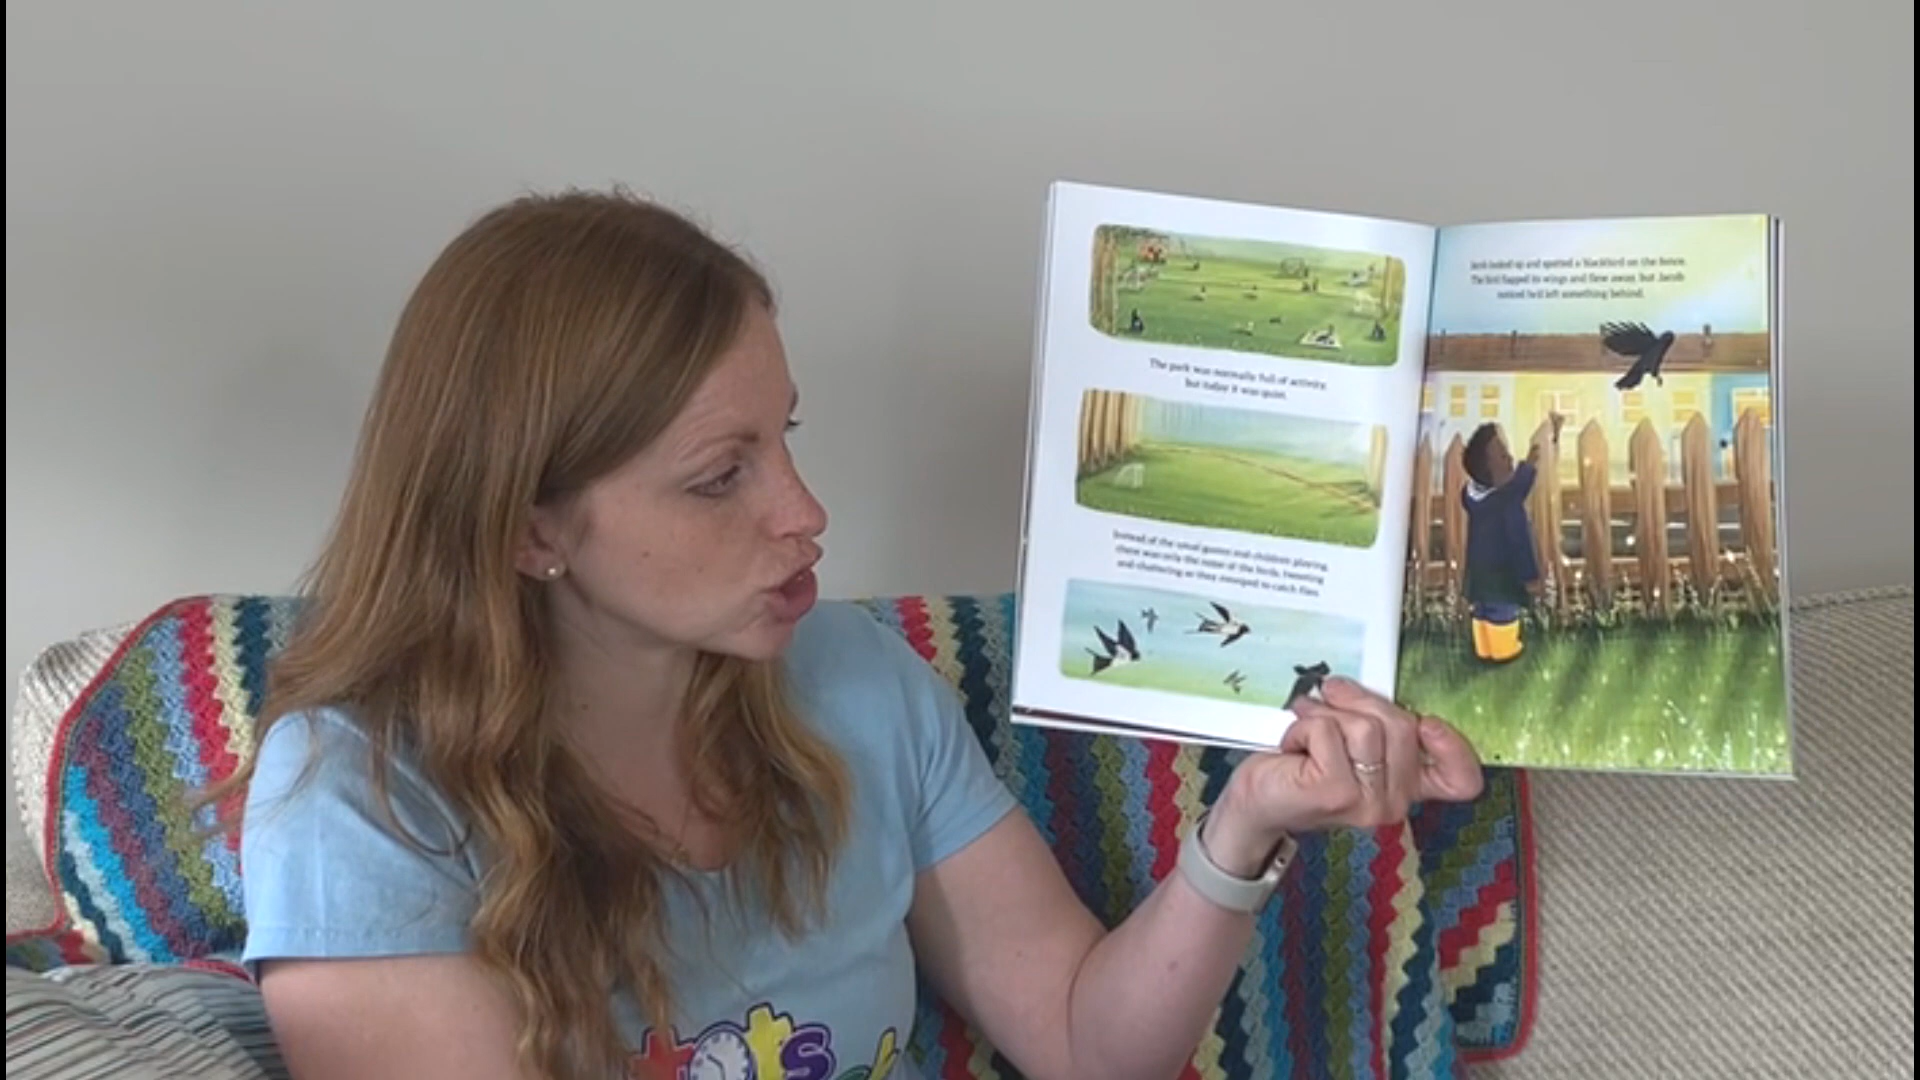 The park was normally full of activity,
but today it was quiet.
Instead of the usual games and children playing,
there was only the noise of the birds, tweeting
and chattering as they swooped to catch flies.
Jacob looked up and spotted a blackbird on the fence.
The bird flapped its wings and flew away, but Jacob
noticed he'd left something behind.
tots